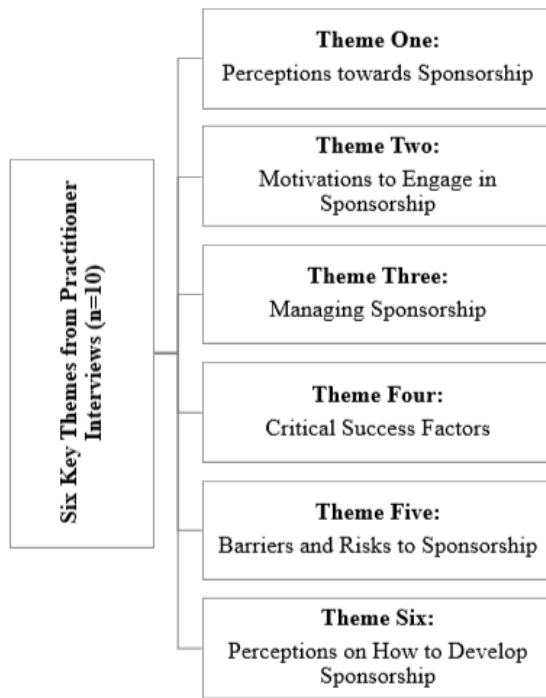 Six Key Themes from Practitioner
Interviews (n=10)
Theme One:
Perceptions towards Sponsorship
Theme Two:
Motivations to Engage in
Sponsorship
Theme Three:
Managing Sponsorship
Theme Four:
Critical Success Factors
Theme Five:
Barriers and Risks to Sponsorship
Theme Six:
Perceptions on How to Develop
Sponsorship